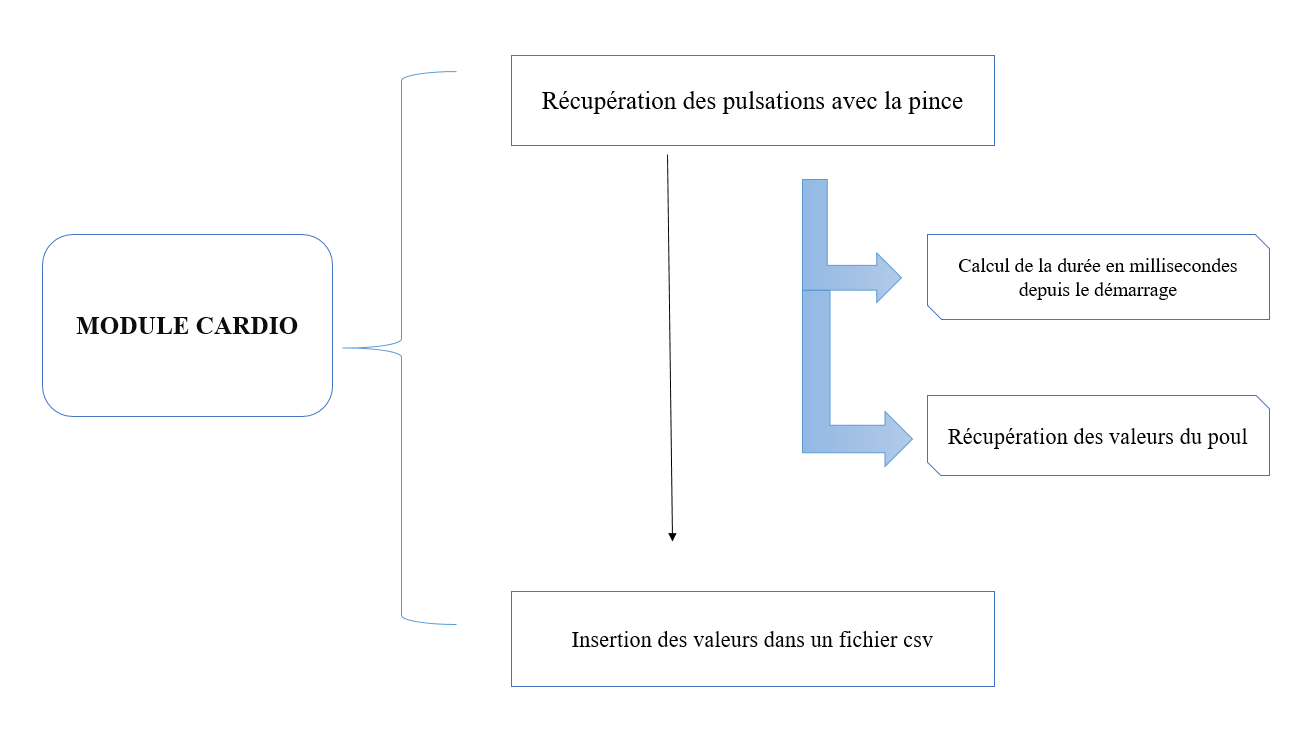 Récupération des pulsations avec la pince
MODULE CARDIO
Calcul de la durée en millisecondes
depuis le démarrage
Récupération des valeurs du poul
Insertion des valeurs dans un fichier csv